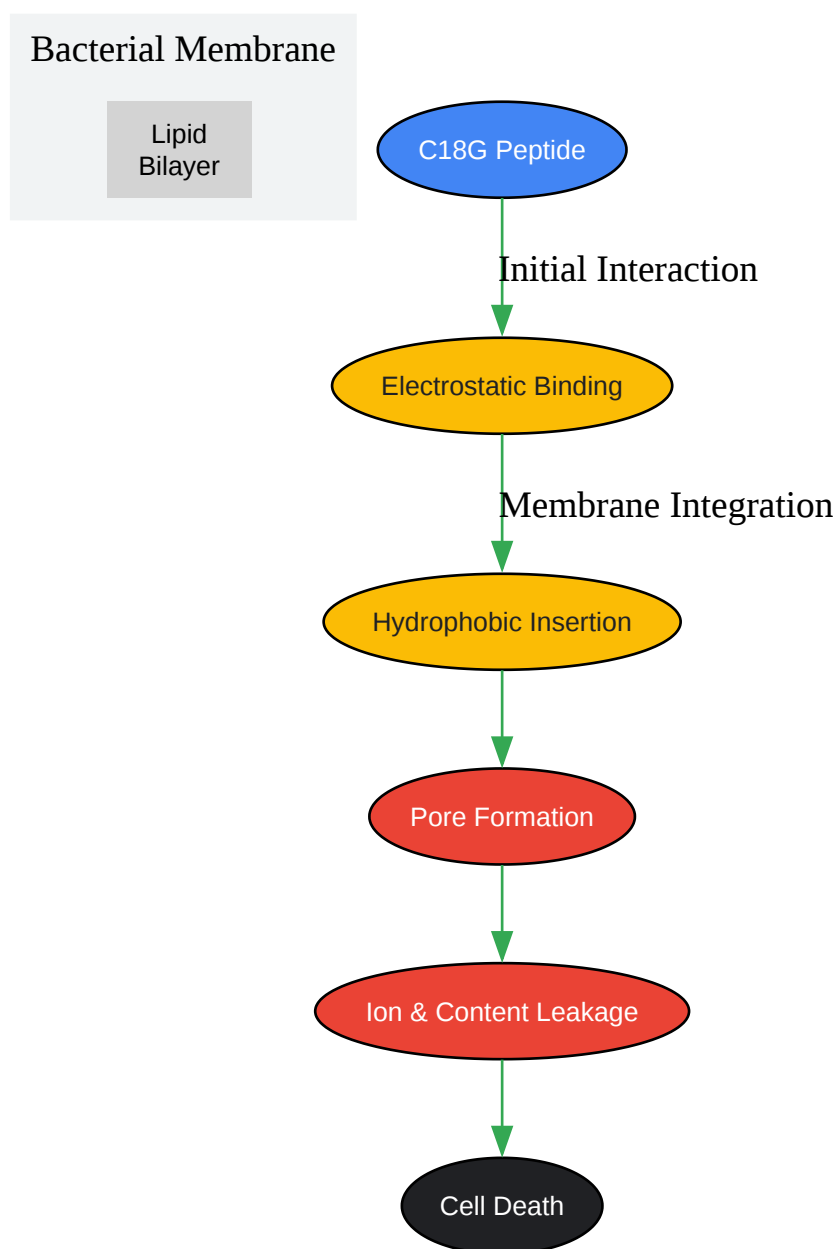 Bacterial Membrane
Lipid
Bilayer
C18G Peptide
Initial Interaction
Electrostatic Binding
Membrane Integration
Hydrophobic Insertion
Pore Formation
Ion & Content Leakage
Cell Death